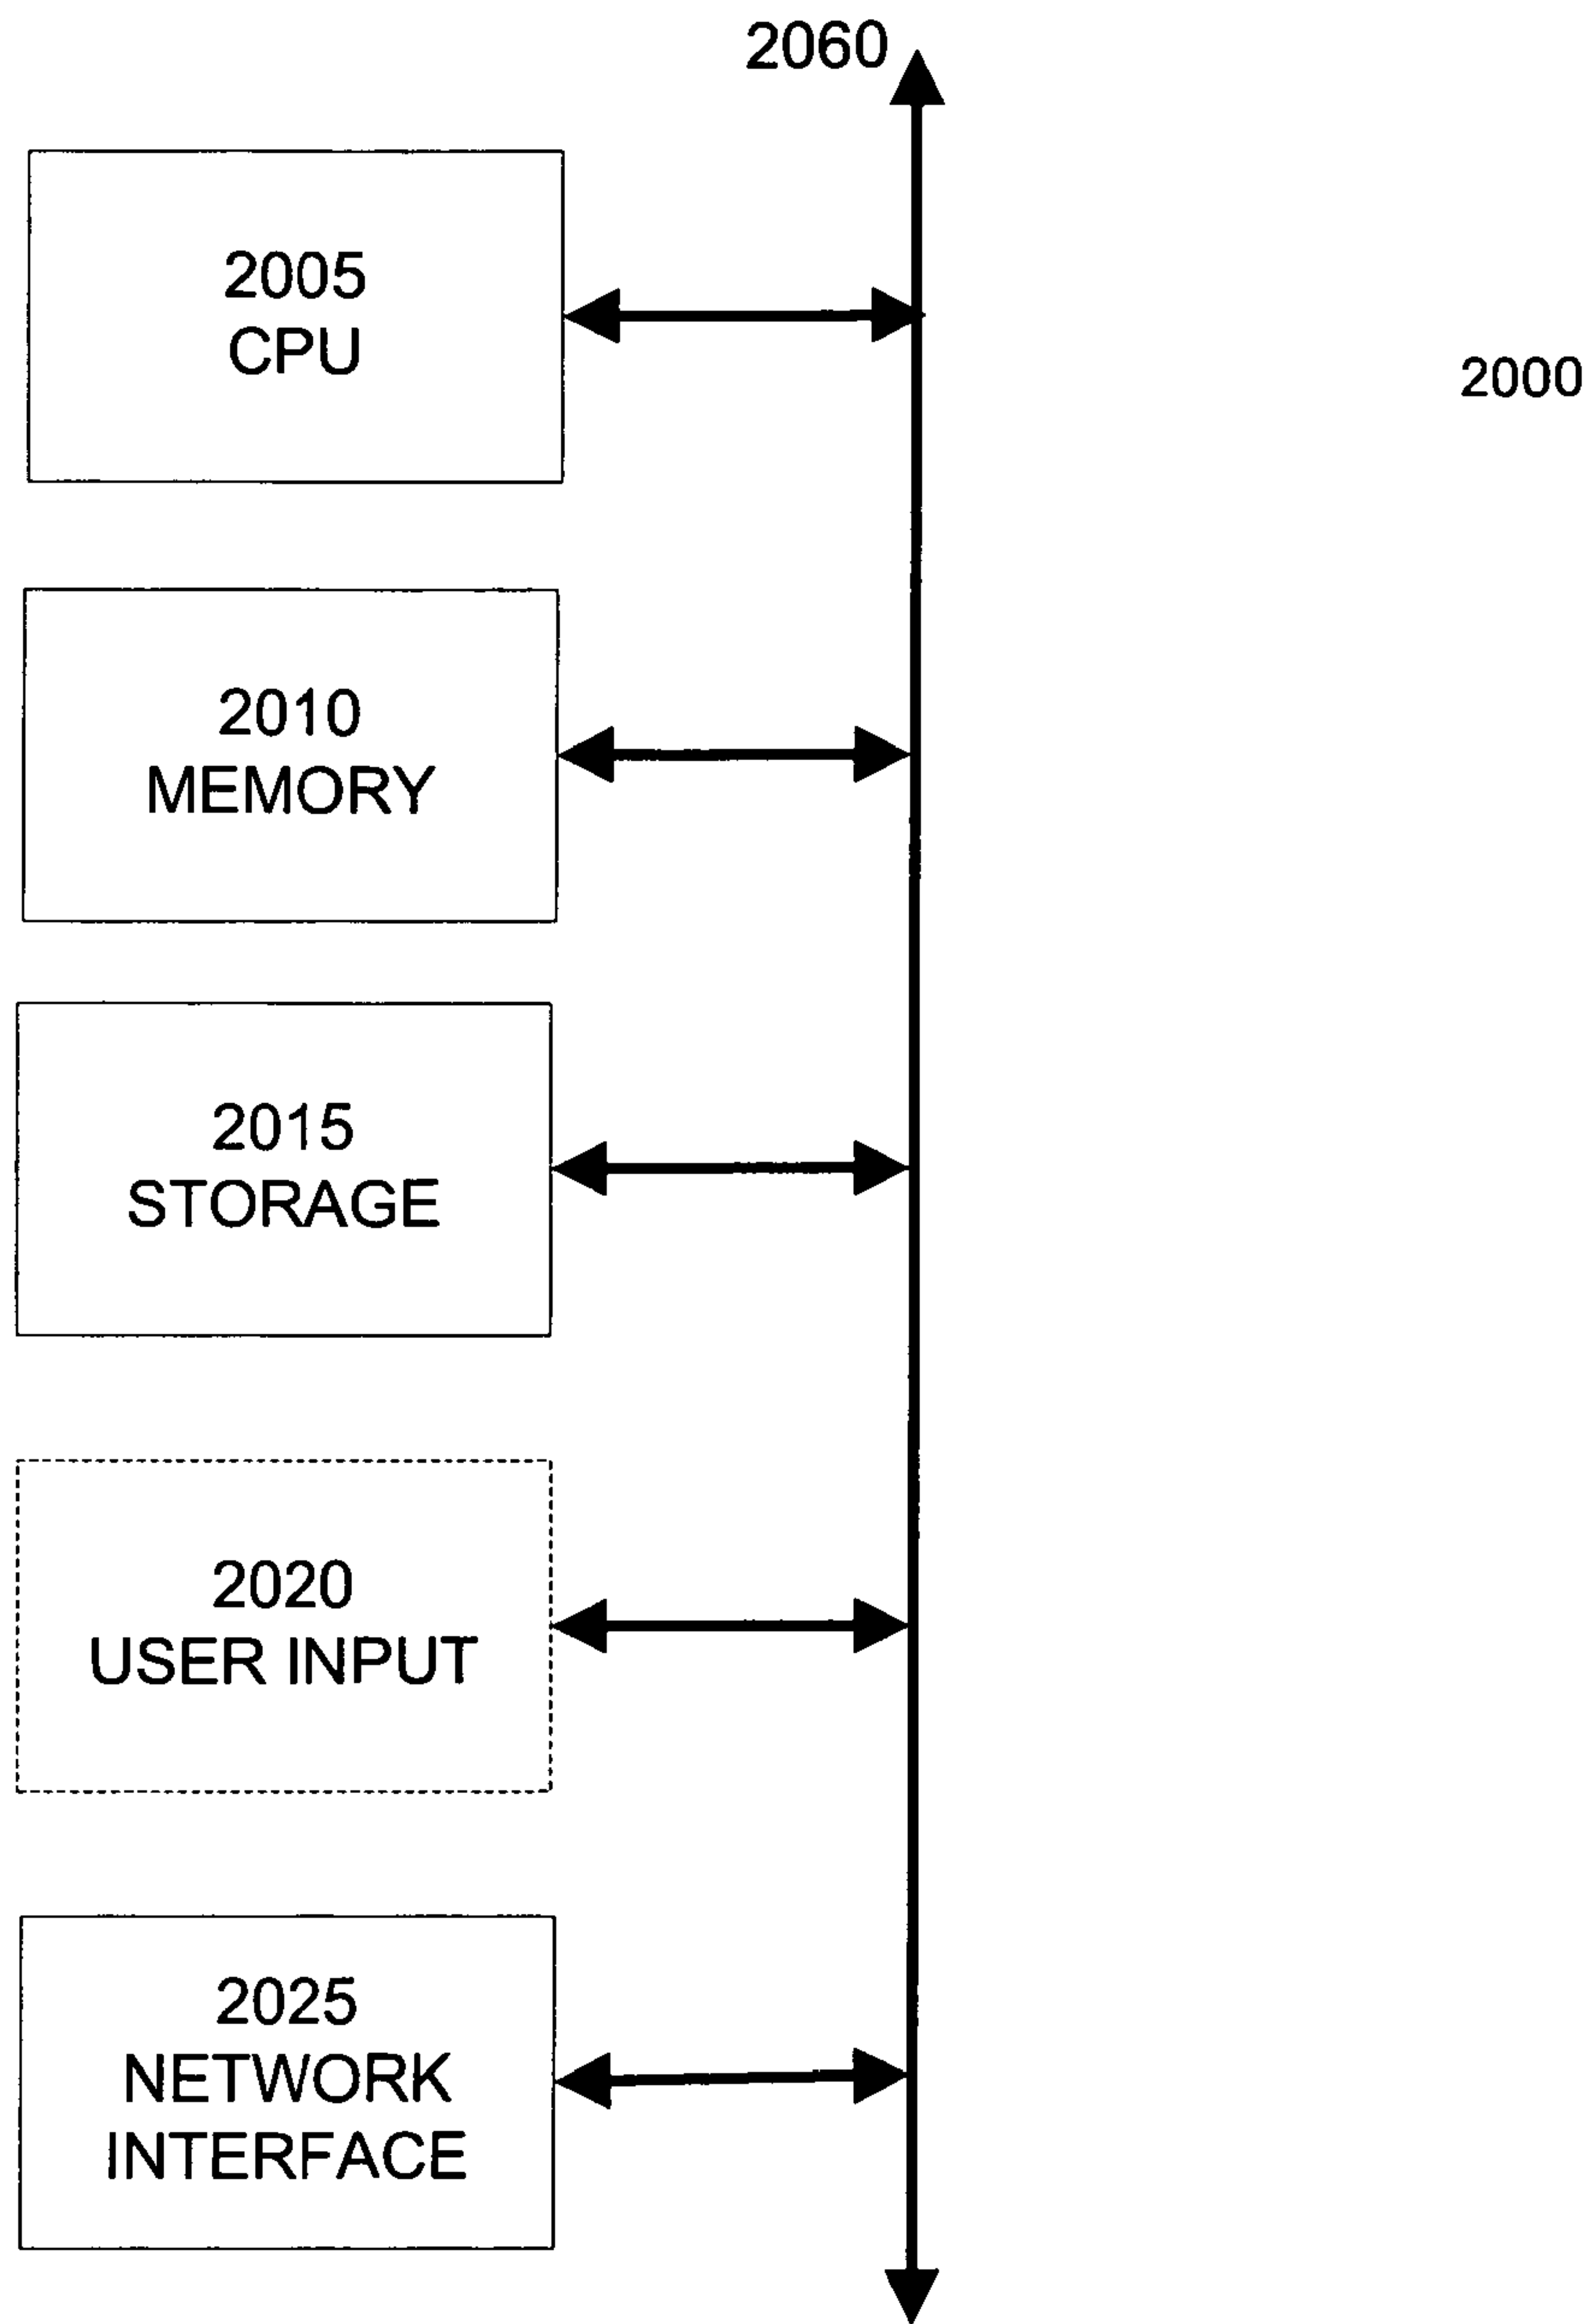 2060
2005
CPU
2000
2010
MEMORY
2015
STORAGE
2020
USER INPUT
2025
NETWORK
INTERFACE